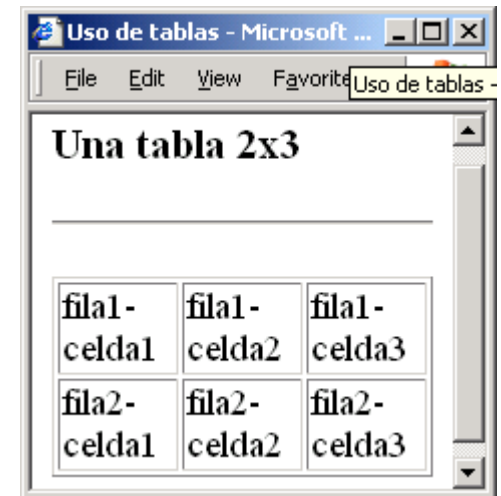 Uso de tablas - Microsoft ...
File Edit View Favorite
Uso de tablas -
Una tabla 2x3
fila1- fila1- fila1-
celda1 celda2 celda3
fila2- fila2- fila2-
celda1 celda2 celda3